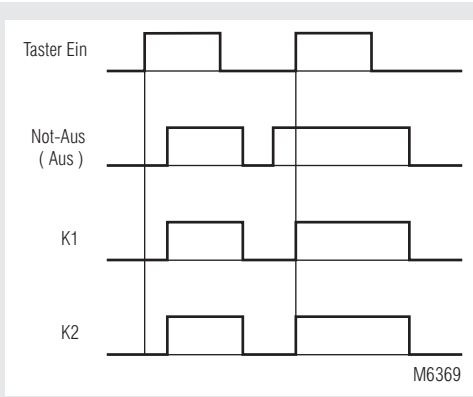 Taster Ein
Not-Aus
( Aus )
K1
K2
M6369